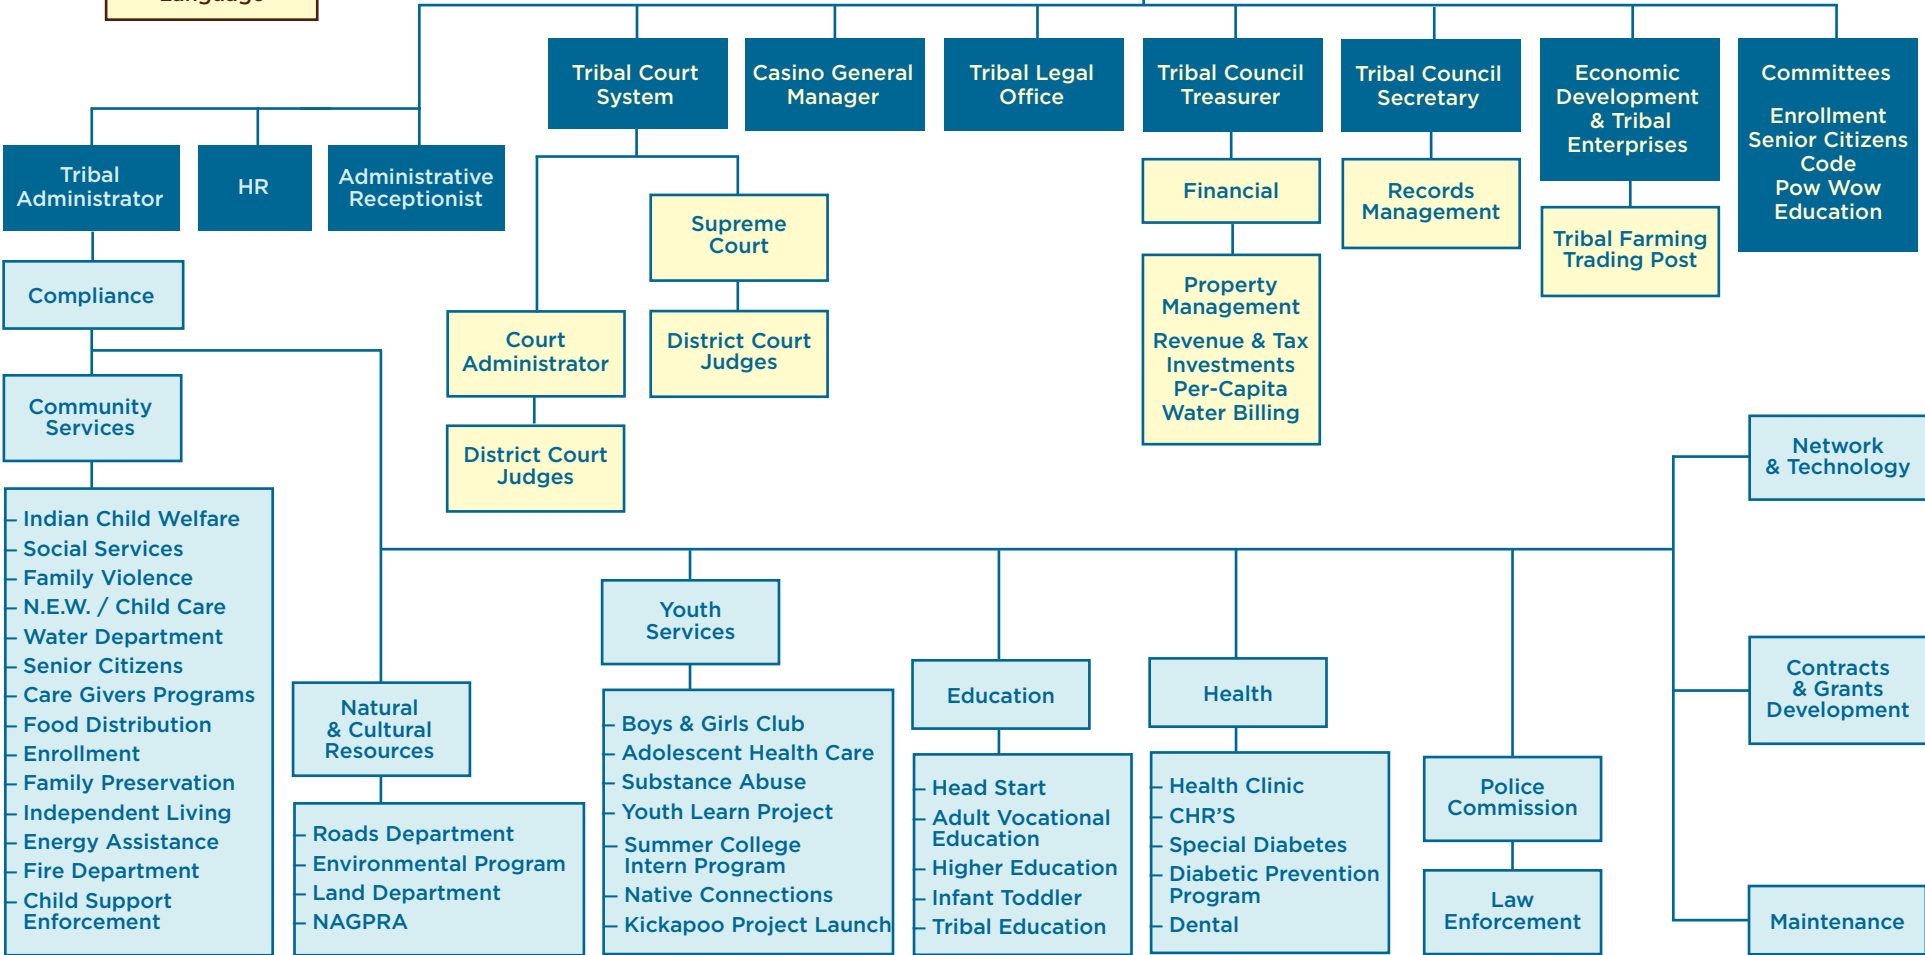 Language
Tribal Court
System
Casino General
Manager
Tribal Legal
Office
Tribal Council
Treasurer
Tribal Council
Secretary
Economic
Development
& Tribal
Enterprises
Committees
Enrollment
Senior Citizens
Code
Pow Wow
Education
Tribal
Administrator
HR
Administrative
Receptionist
Supreme
Court
Financial
Records
Management
Tribal Farming
Trading Post
Compliance
Property
Management
Revenue & Tax
Investments
Per-Capita
Water Billing
Court
Administrator
District Court
Judges
District Court
Judges
Community
Services
Network
& Technology
Indian Child Welfare
Social Services
Family Violence
N.E.W. / Child Care
Water Department
Senior Citizens
Care Givers Programs
Food Distribution
Enrollment
Family Preservation
Independent Living
Energy Assistance
Fire Department
Child Support
Enforcement
Natural
& Cultural
Resources
Roads Department
Environmental Program
Land Department
NAGPRA
Youth
Services
Boys & Girls Club
Adolescent Health Care
Substance Abuse
Youth Learn Project
Summer College
Intern Program
Native Connections
Kickapoo Project Launch
Education
Head Start
Adult Vocational
Education
Higher Education
Infant Toddler
Tribal Education
Health
Health Clinic
CHR'S
Special Diabetes
Diabetic Prevention
Program
Dental
Police
Commission
Law
Enforcement
Contracts
& Grants
Development
Maintenance